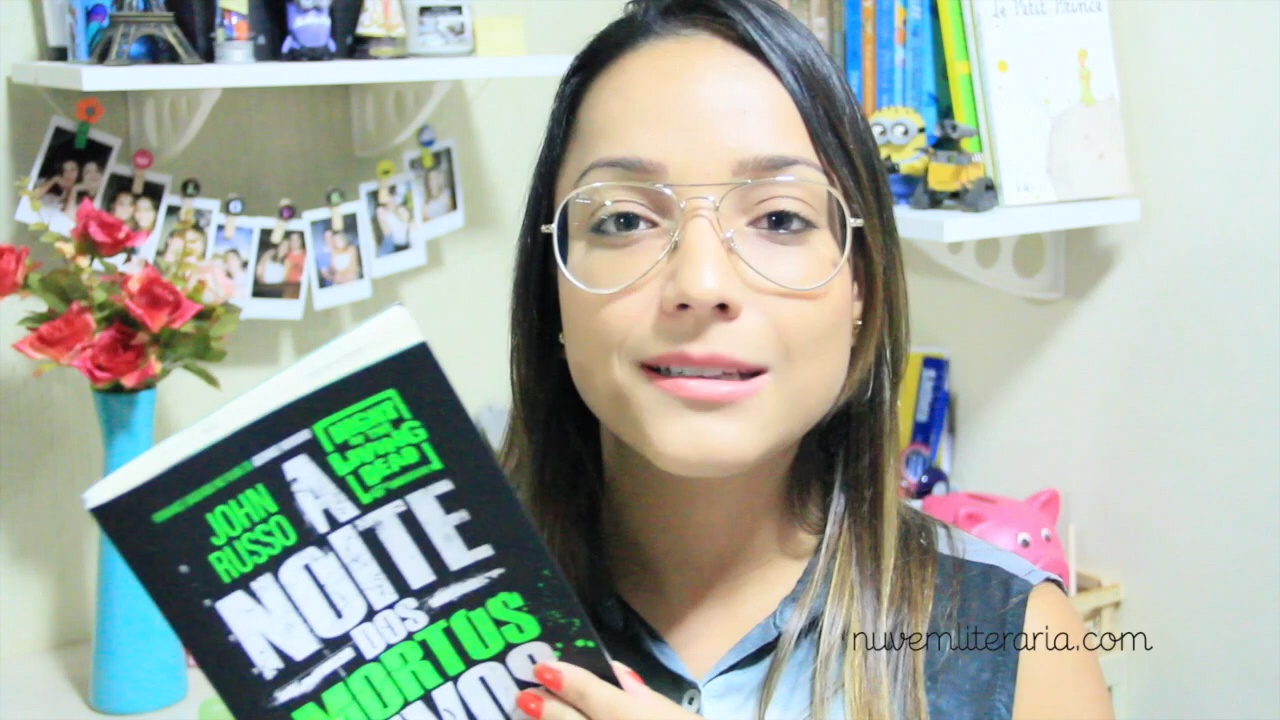 Le Petit Prince
NIGHT
OF THE
LIVING
DEAD
JOHN
RUSSO
A
NOITE
DOS
MORTOS
nuvemliteraria.com